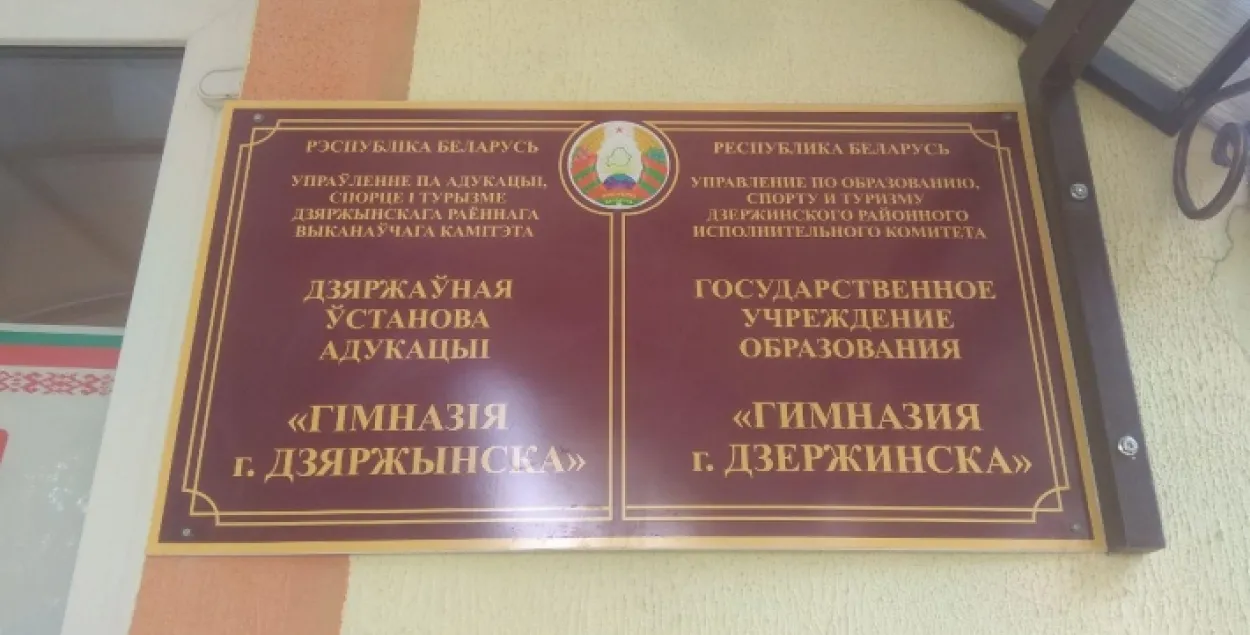 РЭСПУБЛІКА БЕЛАРУСЬ
УПРАЎЛЕННЕ ПА АДУКАЦЫІ,
СПОРЦЕ І ТУРЫЗМЕ
ДЗЯРЖЫНСКАГА РАЁННАГА
ВЫКАНАЎЧАГА КАМІТЭТА
ДЗЯРЖАЎНАЯ
ЎСТАНОВА
АДУКАЦЫІ
«ГІМНАЗІЯ
г. ДЗЯРЖЫНСКА»
РЕСПУБЛИКА БЕЛАРУСЬ
УПРАВЛЕНИЕ ПО ОБРАЗОВАНИЮ,
СПОРТУ И ТУРИЗМУ
ДЗЕРЖИНСКОГО РАЙОННОГО
ИСПОЛНИТЕЛЬНОГО КОМИТЕТА
ГОСУДАРСТВЕННОЕ
УЧРЕЖДЕНИЕ
ОБРАЗОВАНИЯ
«ГИМНАЗИЯ
г. ДЗЕРЖИНСКА»